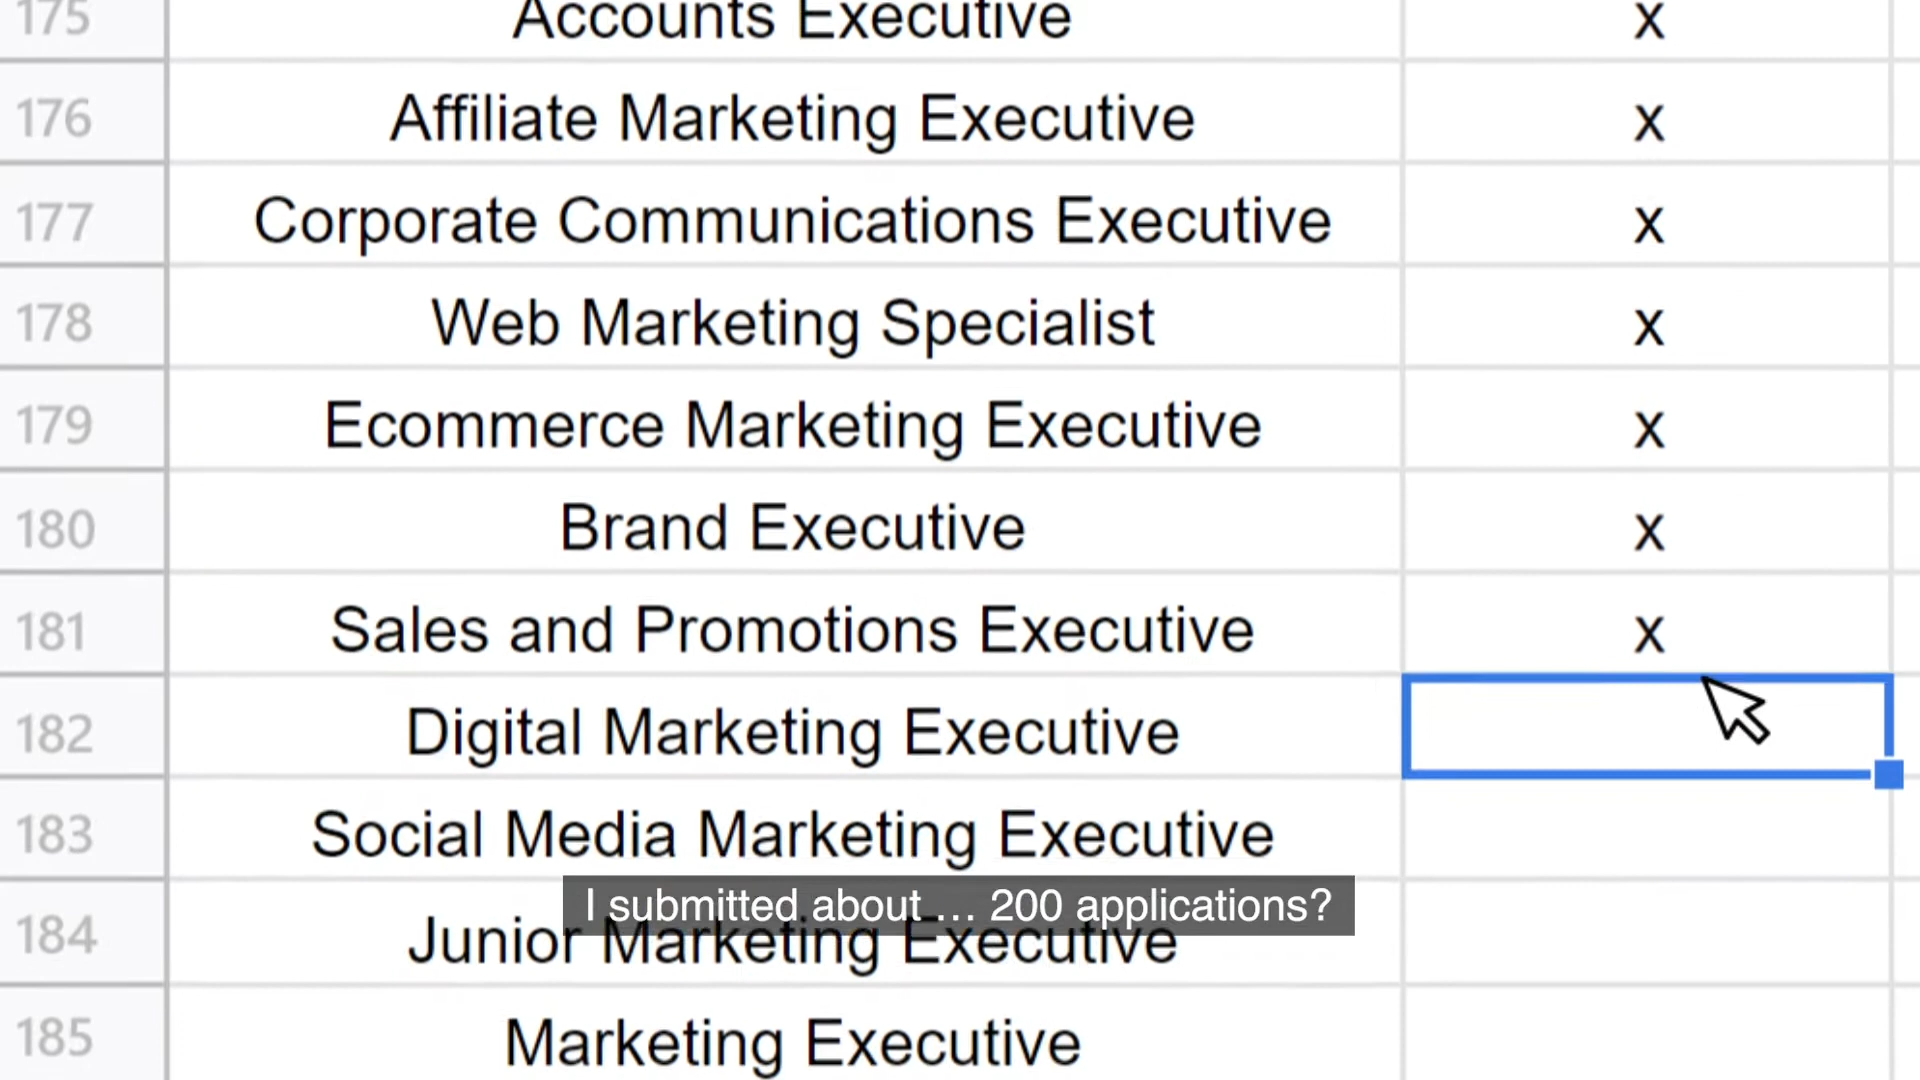 175 Accounts Executive x
176 Affiliate Marketing Executive x
177 Corporate Communications Executive x
178 Web Marketing Specialist x
179 Ecommerce Marketing Executive x
180 Brand Executive x
181 Sales and Promotions Executive x
182 Digital Marketing Executive
183 Social Media Marketing Executive
I submitted about ... 200 applications?
184 Junior Marketing Executive
185 Marketing Executive